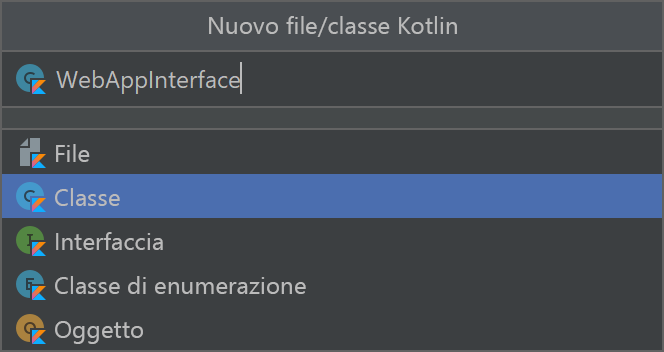 Nuovo file/classe Kotlin
WebAppInterface
File
Classe
Interfaccia
Classe di enumerazione
Oggetto